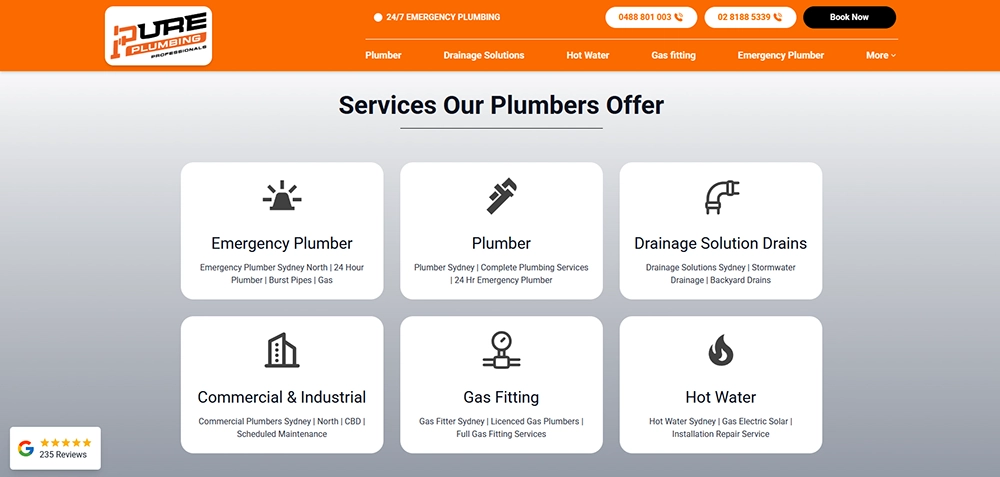 PURE
PLUMBING
PROFESSIONALS
24/7 EMERGENCY PLUMBING
0488 801 003
02 8188 5339
Book Now
Plumber
Drainage Solutions
Hot Water
Gas fitting
Emergency Plumber
More
Services Our Plumbers Offer
Emergency Plumber
Emergency Plumber Sydney North | 24 Hour
Plumber | Burst Pipes | Gas
Plumber
Plumber Sydney | Complete Plumbing Services
| 24 Hr Emergency Plumber
Drainage Solution Drains
Drainage Solutions Sydney | Stormwater
Drainage | Backyard Drains
Commercial & Industrial
Commercial Plumbers Sydney | North | CBD |
Scheduled Maintenance
Gas Fitting
Gas Fitter Sydney | Licenced Gas Plumbers |
Full Gas Fitting Services
Hot Water
Hot Water Sydney | Gas Electric Solar |
Installation Repair Service
235 Reviews